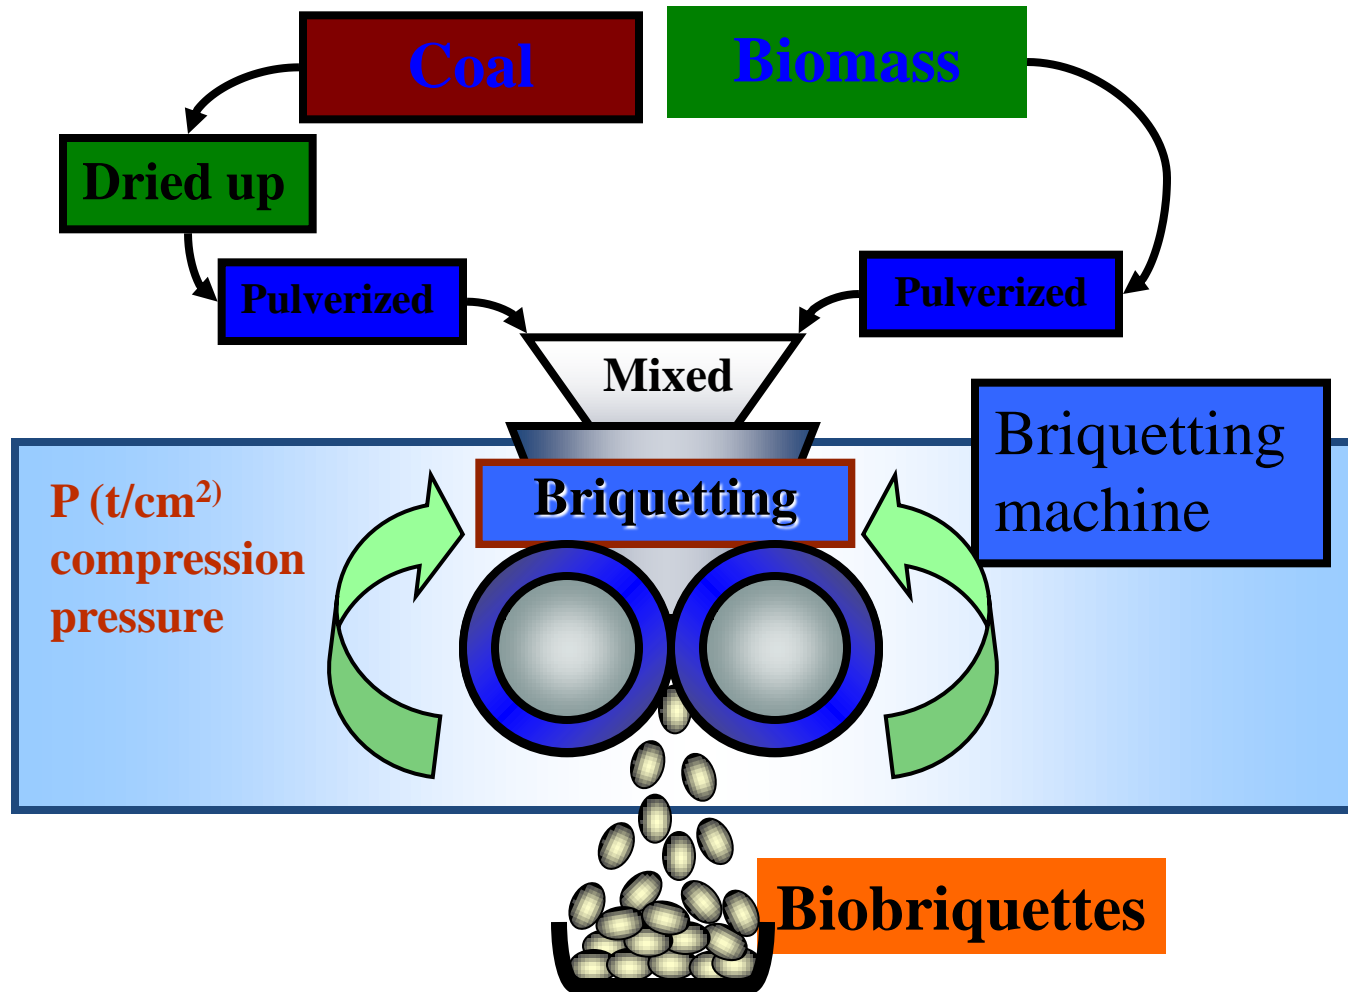 Coal
Biomass
Dried up
Pulverized
Pulverized
Mixed
Briquetting
machine
P (t/cm²⁾
compression
pressure
Briquetting
Biobriquettes